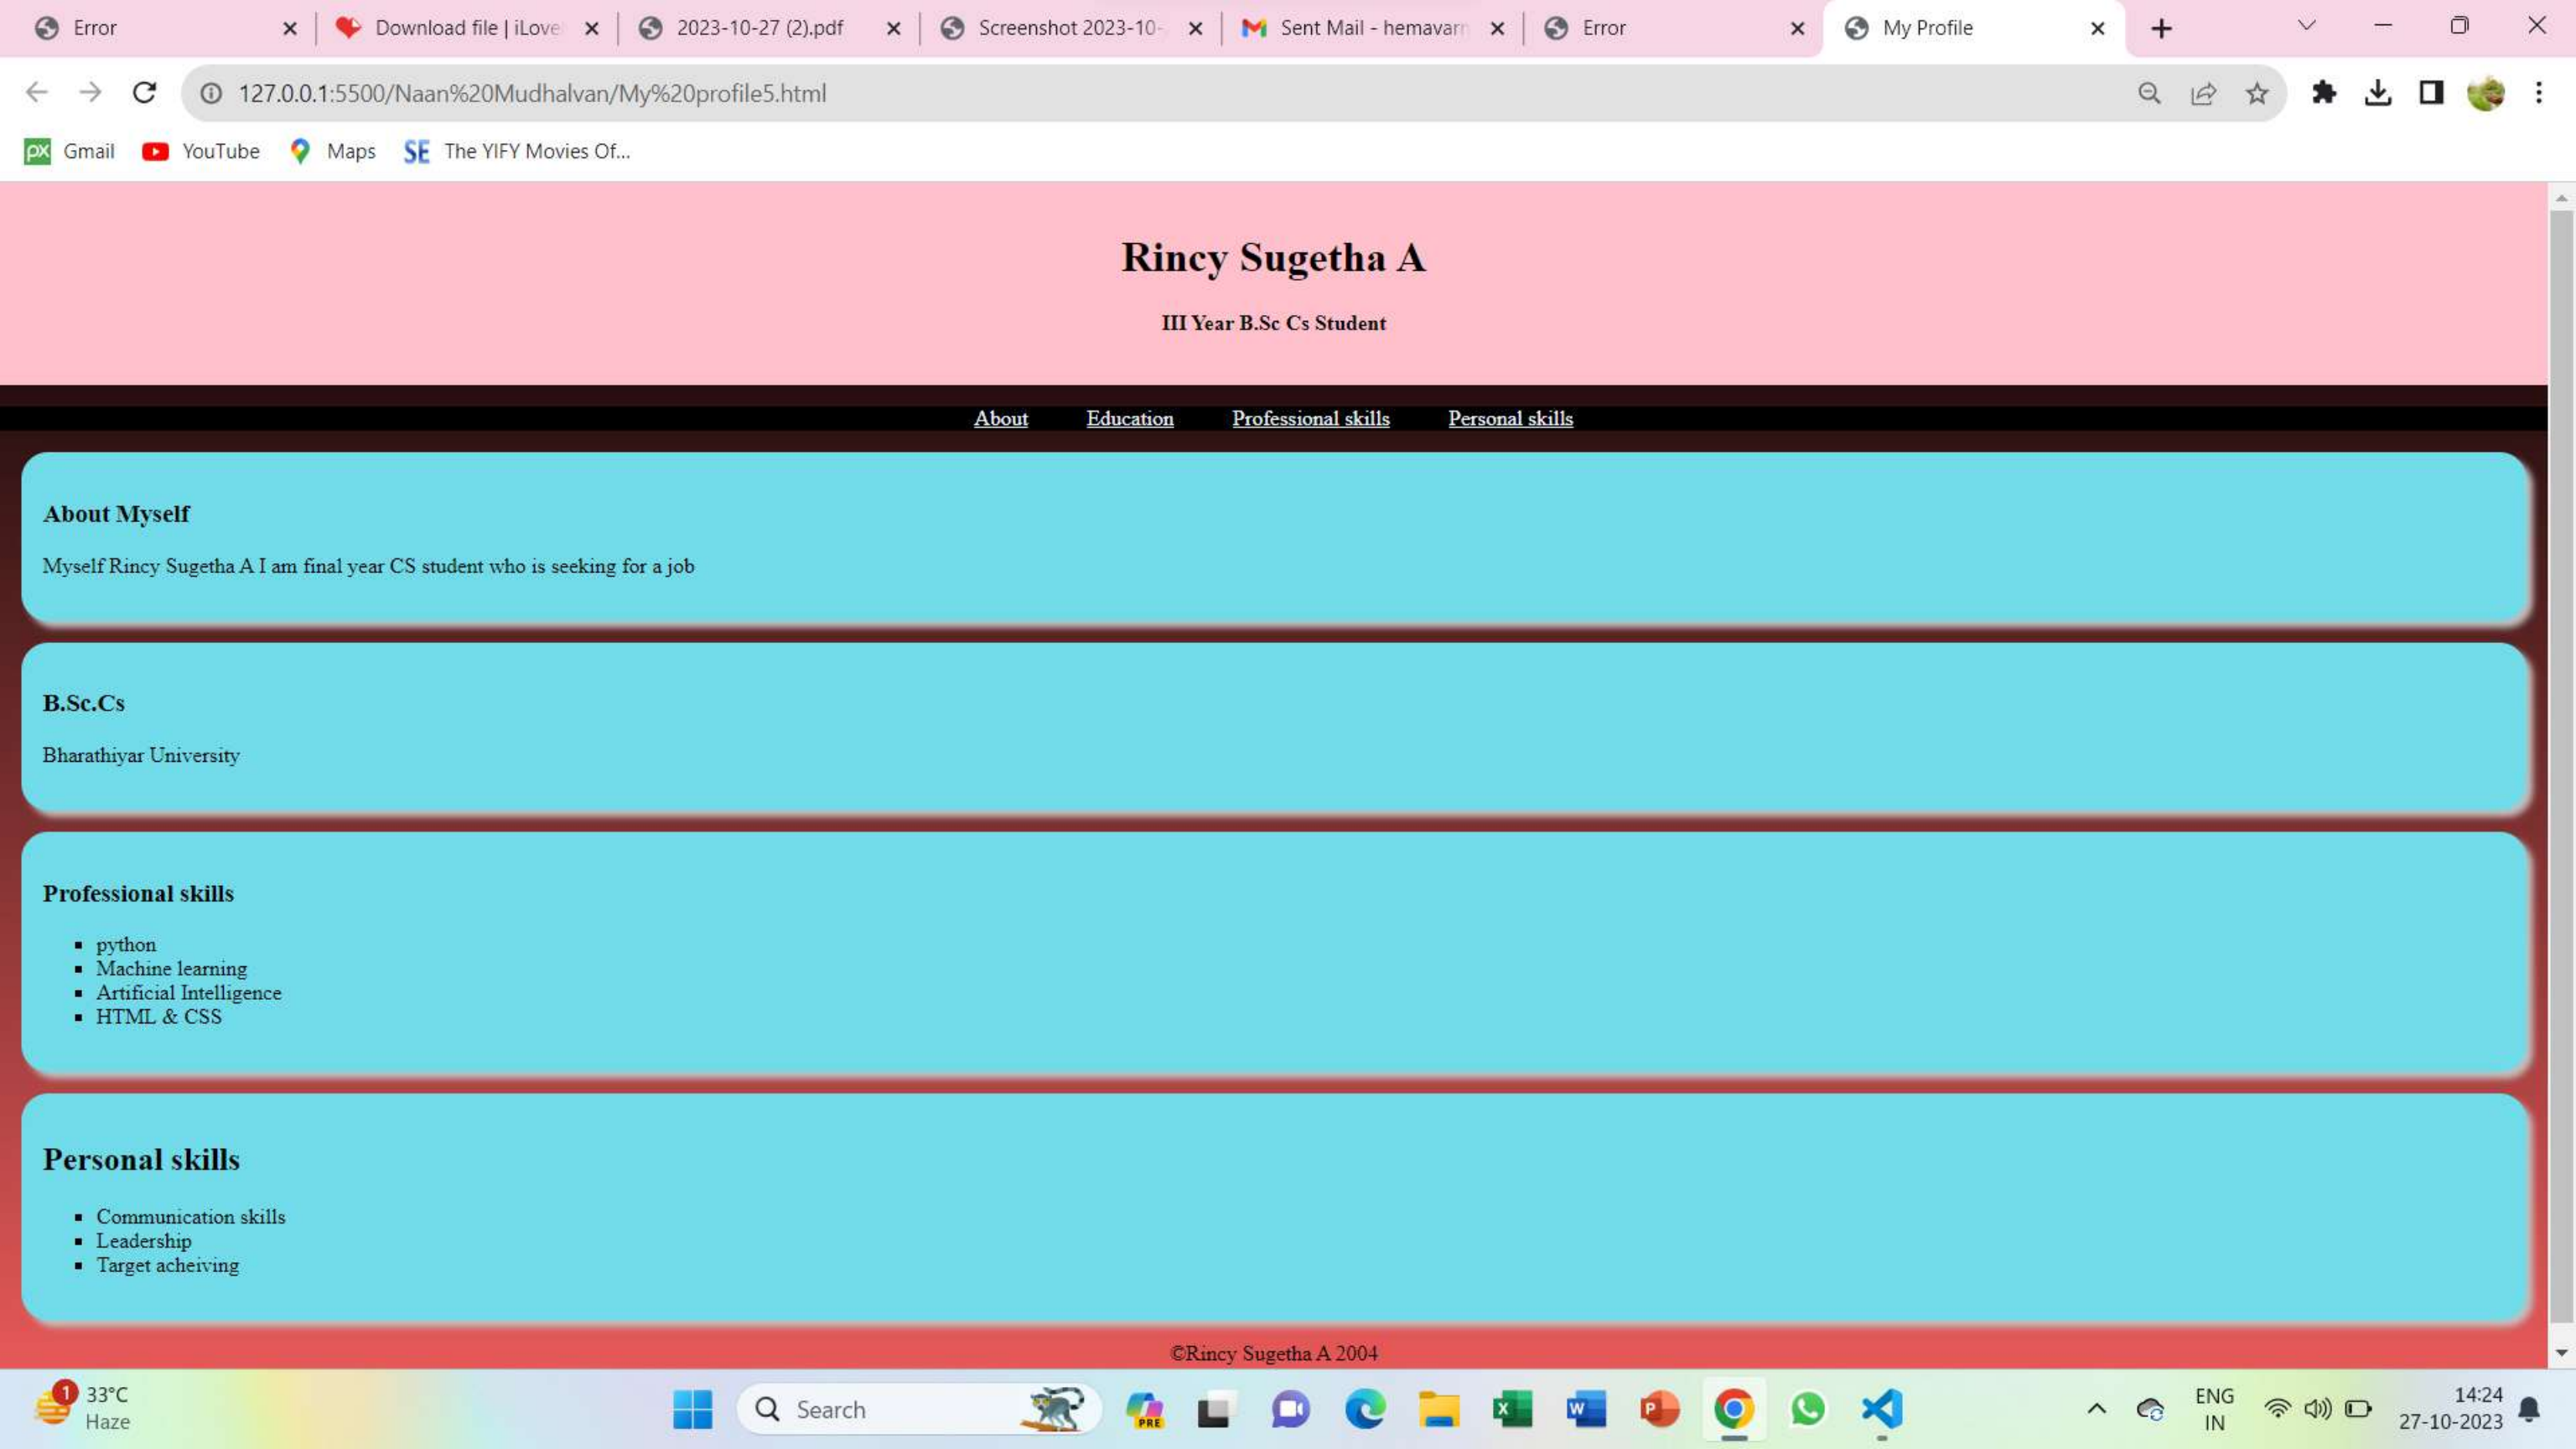 Error
Download file | iLove
2023-10-27 (2).pdf
Screenshot 2023-10-
Sent Mail - hemavarn
Error
My Profile
127.0.0.1:5500/Naan%20Mudhalvan/My%20profile5.html
Gmail
YouTube
Maps
SE The YIFY Movies Of...
Rincy Sugetha A
III Year B.Sc Cs Student
About Education Professional skills Personal skills
About Myself
Myself Rincy Sugetha A I am final year CS student who is seeking for a job
B.Sc.Cs
Bharathiyar University
Professional skills
python
Machine learning
Artificial Intelligence
HTML & CSS
Personal skills
Communication skills
Leadership
Target acheiving
©Rincy Sugetha A 2004
1
33°C
Haze
Search
PRE
ENG
IN
14:24
27-10-2023